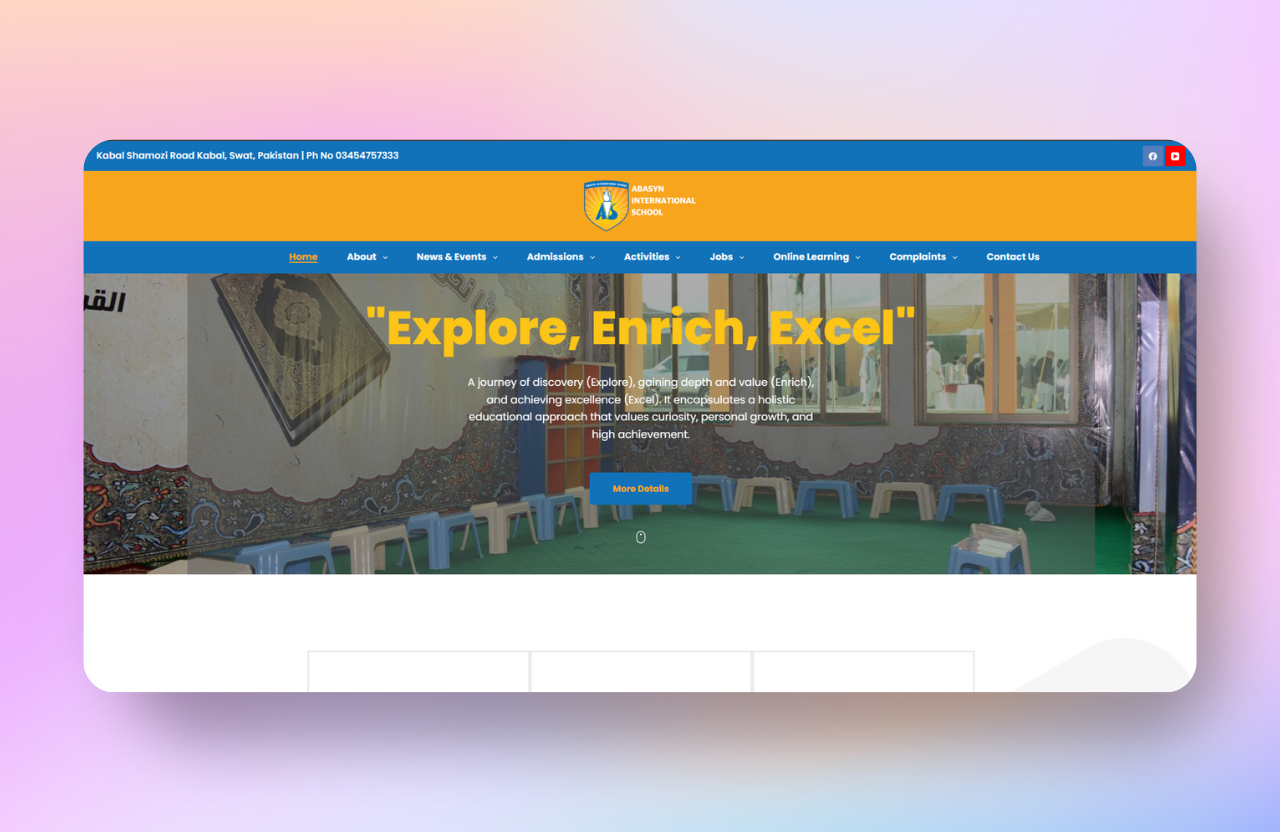 Kabal Shamozi Road Kabal, Swat, Pakistan | Ph No 03454757333
ABASYN
INTERNATIONAL
SCHOOL
Home About News & Events Admissions Activities Jobs Online Learning Complaints Contact Us
"Explore, Enrich, Excel"
A journey of discovery (Explore), gaining depth and value (Enrich),
and achieving excellence (Excel). It encapsulates a holistic
educational approach that values curiosity, personal growth, and
high achievement.
More Details